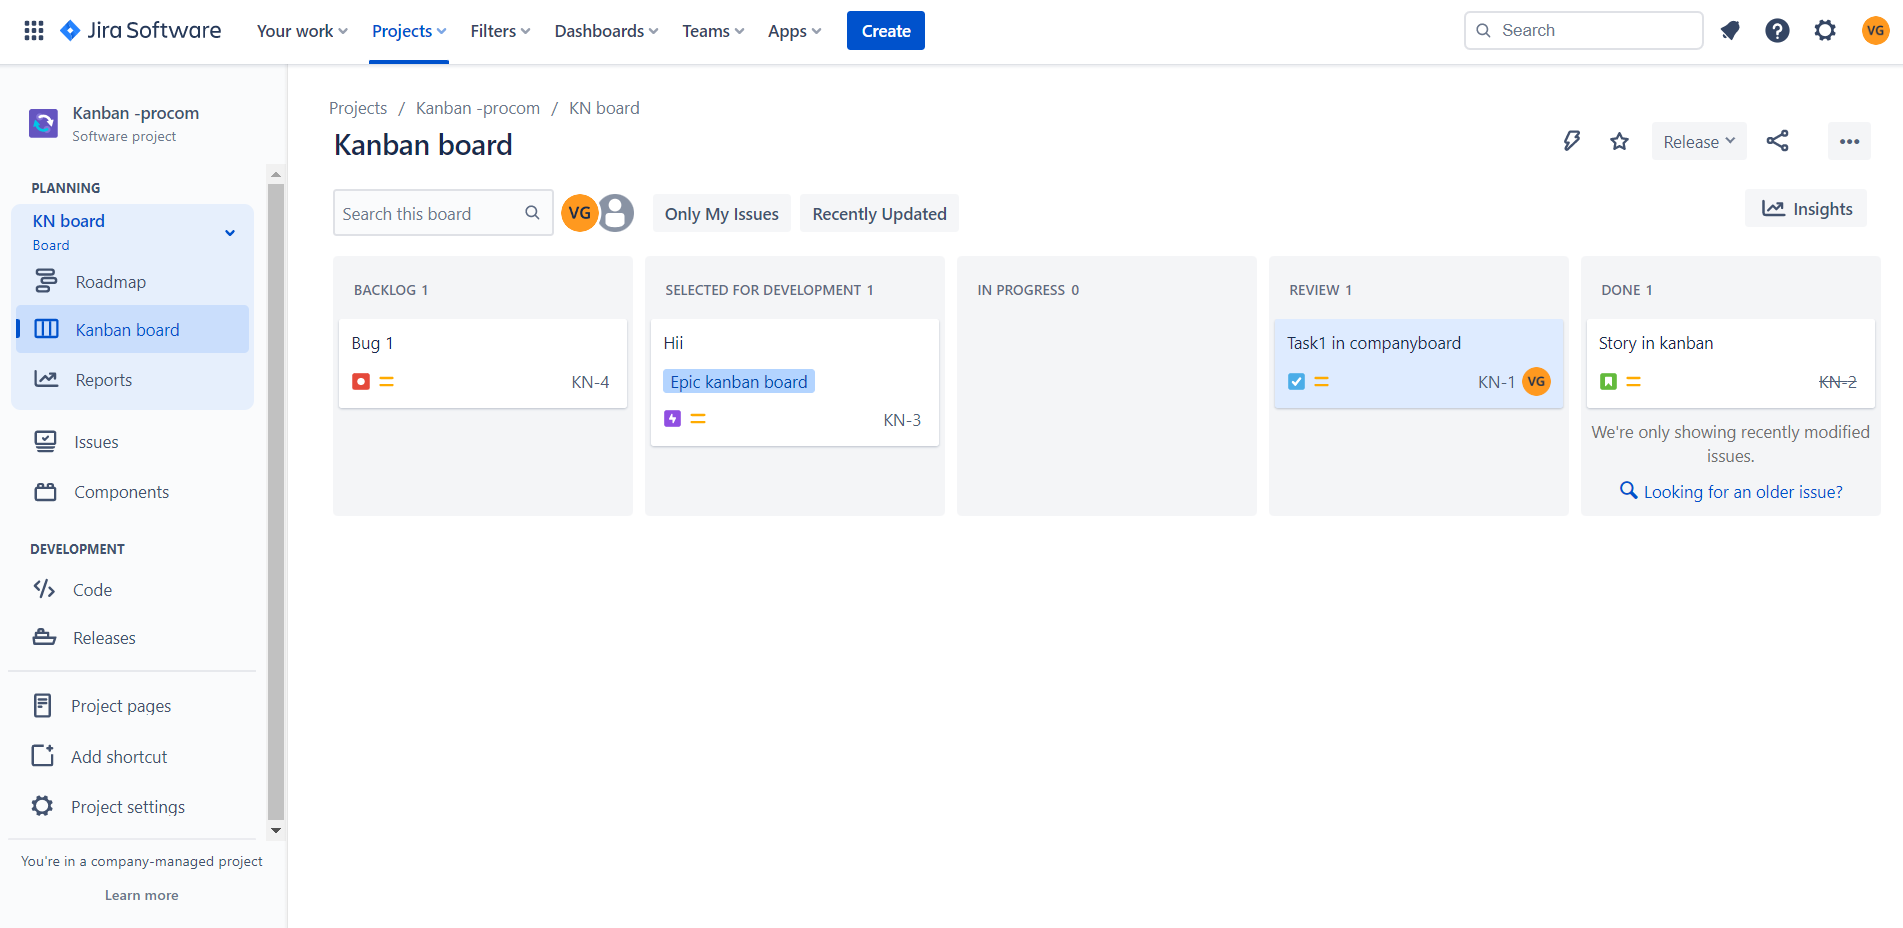 Jira Software
Your work
Projects
Filters
Dashboards
Teams
Apps
Create
Search
VG
Kanban -procom
Software project
PLANNING
KN board
Board
Roadmap
Kanban board
Reports
Issues
Components
DEVELOPMENT
Code
Releases
Project pages
Add shortcut
Project settings
You're in a company-managed project
Learn more
Projects / Kanban -procom / KN board
Kanban board
Release
Search this board
VG
Only My Issues
Recently Updated
Insights
BACKLOG 1
Bug 1
KN-4
SELECTED FOR DEVELOPMENT 1
Hii
Epic kanban board
KN-3
IN PROGRESS 0
REVIEW 1
Task1 in companyboard
KN-1
VG
DONE 1
Story in kanban
KN-2
We're only showing recently modified
issues.
Looking for an older issue?